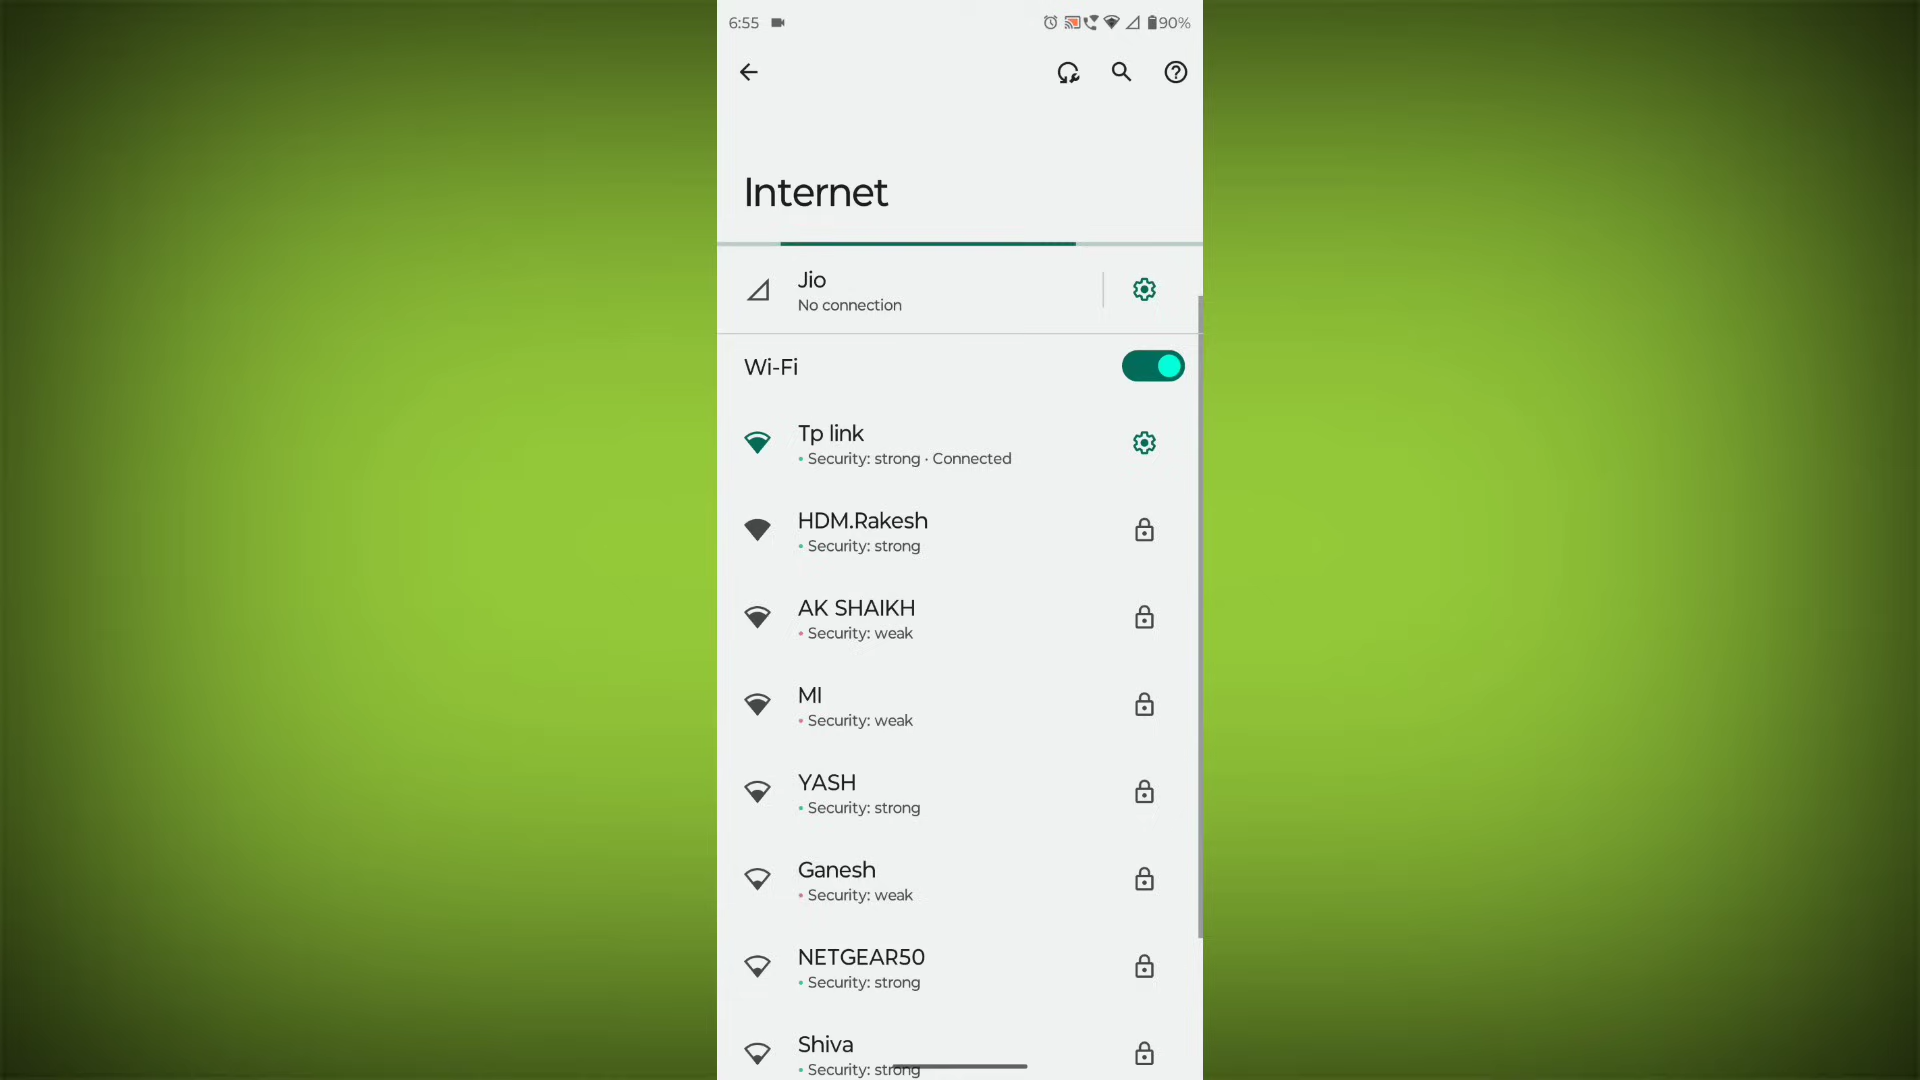 6:55
90%
Internet
Jio
No connection
Wi-Fi
Tp link
• Security: strong · Connected
HDM.Rakesh
• Security: strong
AK SHAIKH
• Security: weak
MI
• Security: weak
YASH
• Security: strong
Ganesh
• Security: weak
NETGEAR50
• Security: strong
Shiva
• Security: strong